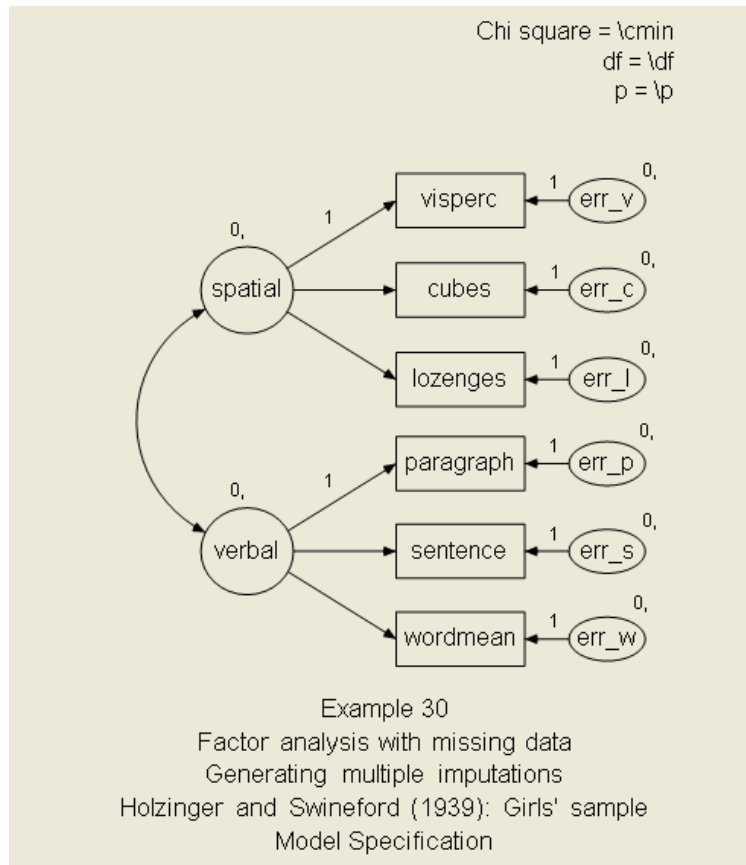 Chi square = \cmin
df = \df
p = \p
0,
1
visperc
1
err_v
0,
spatial
cubes
1
err_c
0,
lozenges
1
err_l
0,
0,
1
paragraph
1
err_p
0,
verbal
sentence
1
err_s
0,
wordmean
1
err_w
0,
Example 30
Factor analysis with missing data
Generating multiple imputations
Holzinger and Swineford (1939): Girls' sample
Model Specification